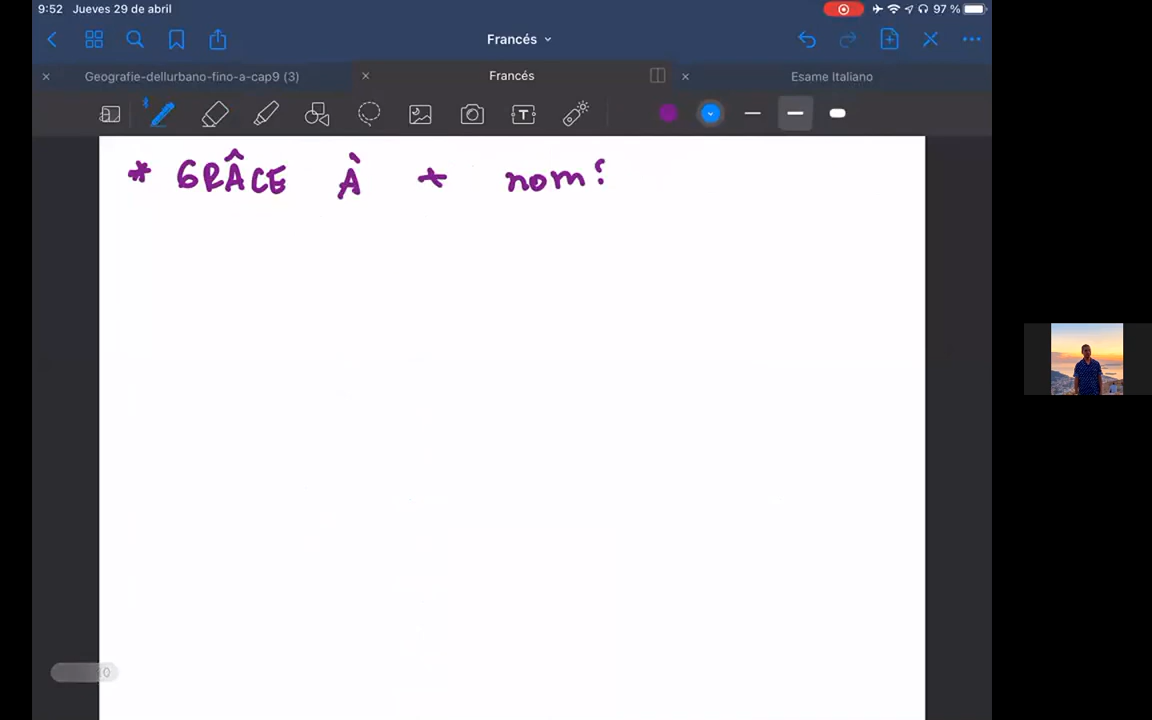 9:52 Jueves 29 de abril 97 %
Francés
Geografie-dellurbano-fino-a-cap9 (3) Francés Esame Italiano
* GRÂCE À + nom: